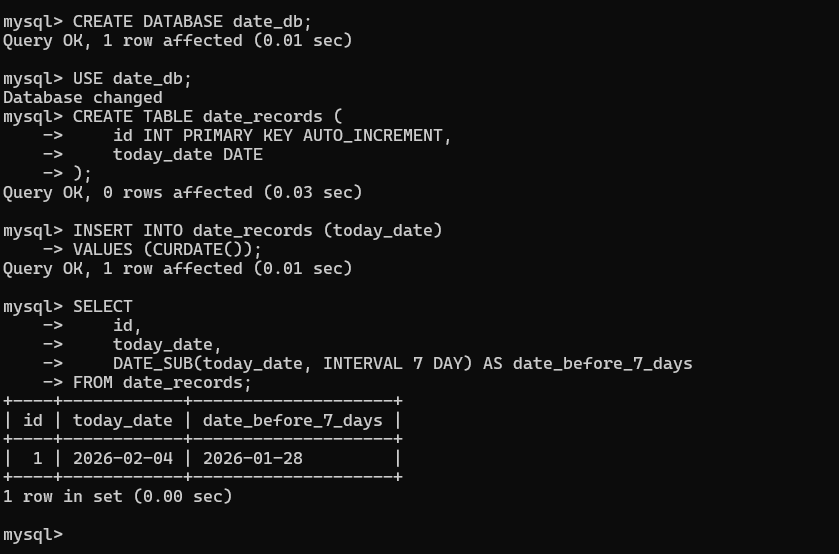 mysql> CREATE DATABASE date_db;
Query OK, 1 row affected (0.01 sec)
mysql> USE date_db;
Database changed
mysql> CREATE TABLE date_records (
    ->     id INT PRIMARY KEY AUTO_INCREMENT,
    ->     today_date DATE
    -> );
Query OK, 0 rows affected (0.03 sec)
mysql> INSERT INTO date_records (today_date)
    -> VALUES (CURDATE());
Query OK, 1 row affected (0.01 sec)
mysql> SELECT
    ->     id,
    ->     today_date,
    ->     DATE_SUB(today_date, INTERVAL 7 DAY) AS date_before_7_days
    -> FROM date_records;
+----+------------+--------------------+
| id | today_date | date_before_7_days |
+----+------------+--------------------+
|  1 | 2026-02-04 | 2026-01-28         |
+----+------------+--------------------+
1 row in set (0.00 sec)
mysql>